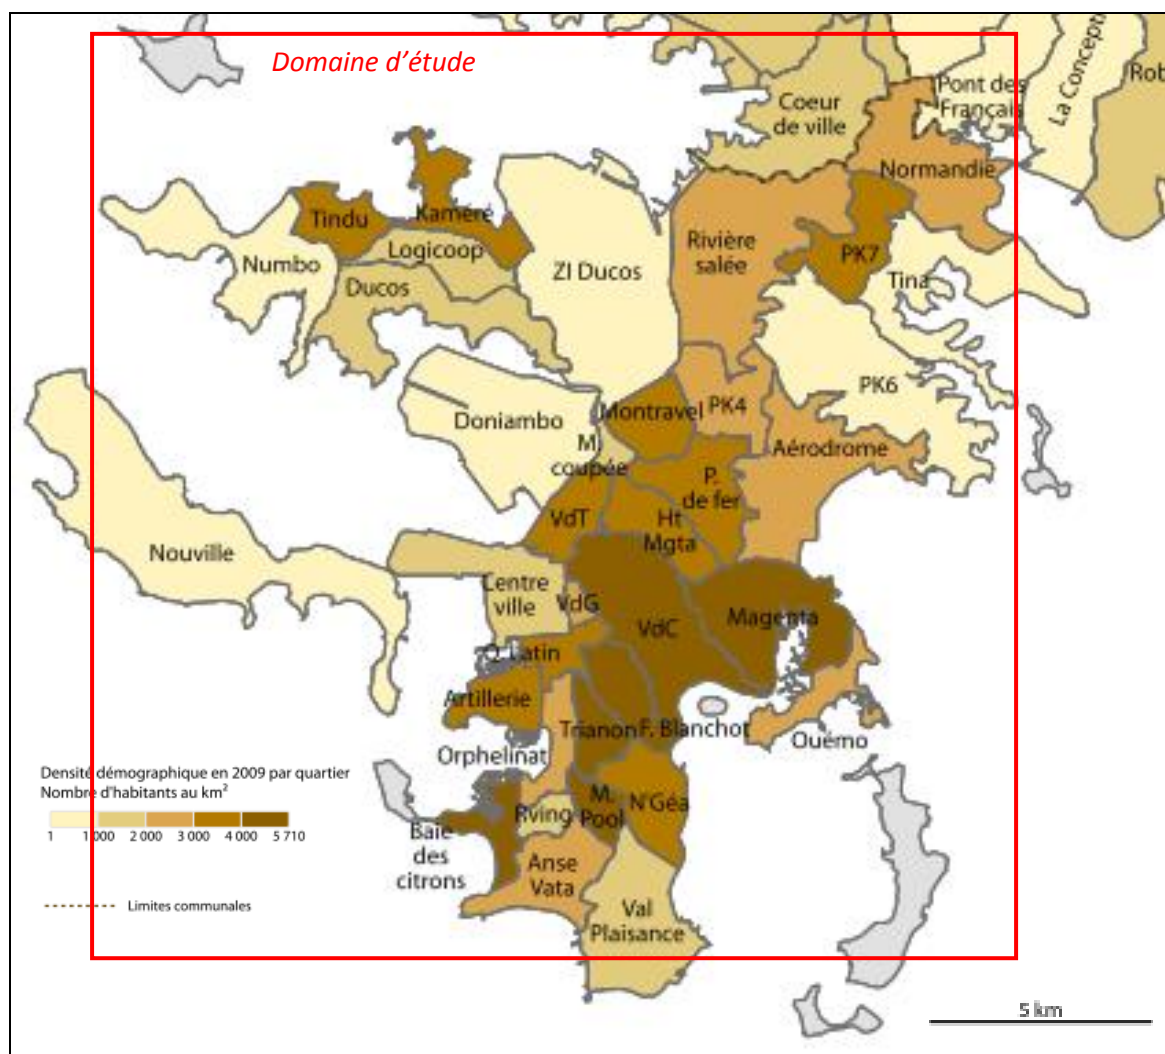 Domaine d'étude
Coeur
de ville
Pont des
Français
La Concepti
Rob
Normandie
Tindu
Kaméré
Logicoop
Numbo
Ducos
ZI Ducos
Rivière
salée
PK7
Tina
PK6
Doniambo
Montravel
PK4
M.
coupée
Aérodrome
P.
de fer
VdT
Ht
Mgta
Nouville
Centre
ville
VdG
VdC
Magenta
Q. Latin
Artillerie
Trianon
F. Blanchot
Ouémo
Orphelinat
Densité démographique en 2009 par quartier
Nombre d'habitants au km²
1 1 000 2 000 3 000 4 000 5 710
Rving
M.
Pool
N'Géa
Baie
des
citrons
Anse
Vata
Limites communales
Val
Plaisance
5 km